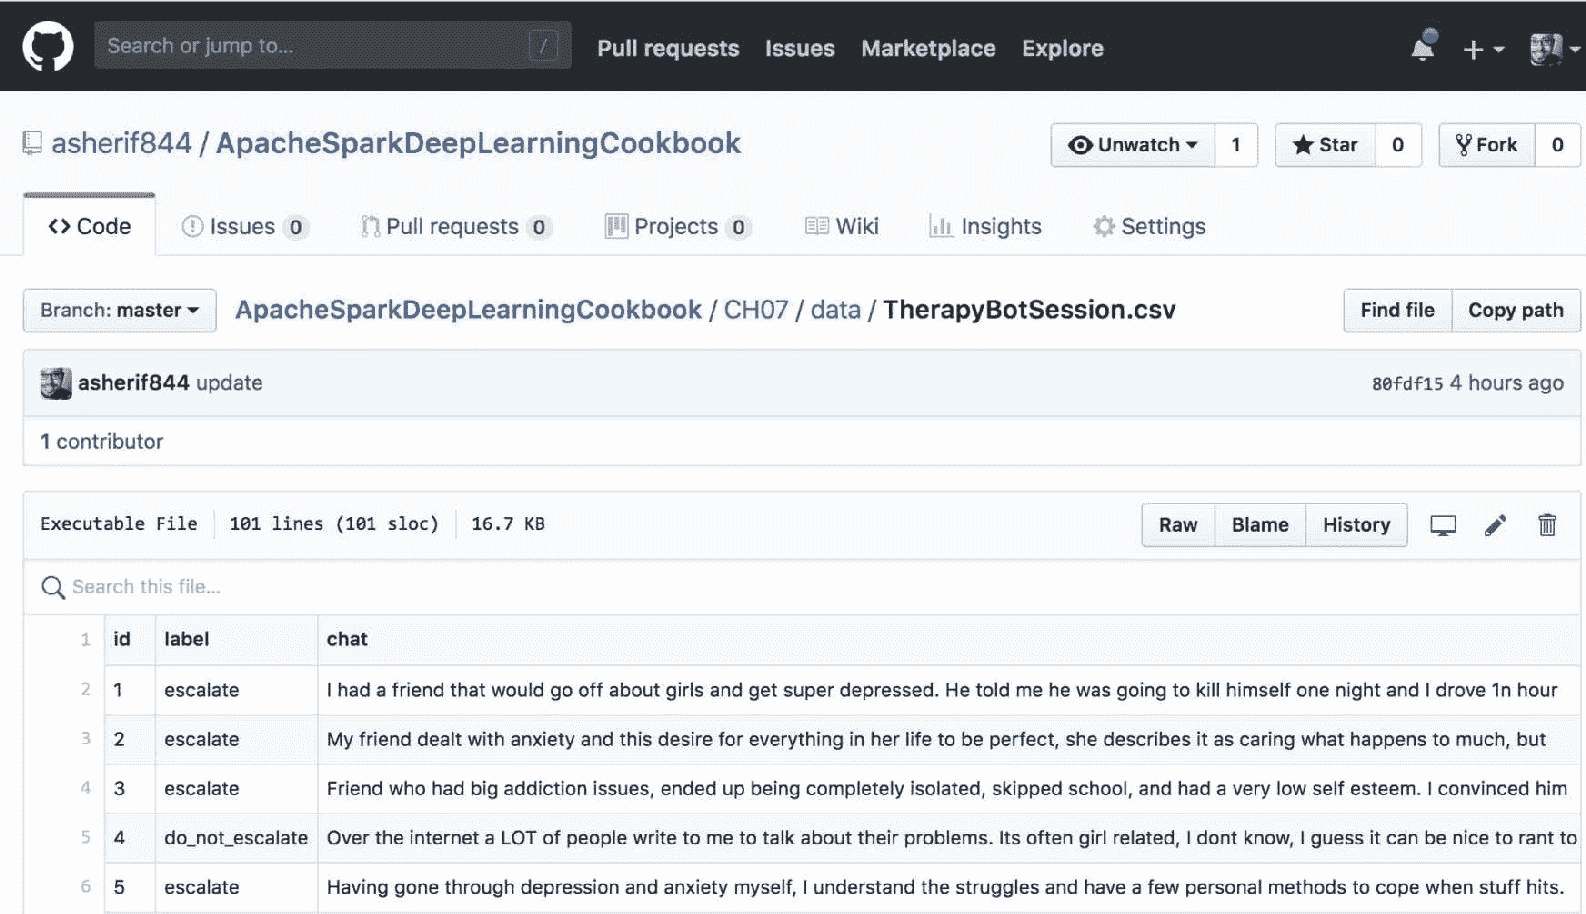 Search or jump to... /
Pull requests Issues Marketplace Explore
asherif844 / ApacheSparkDeepLearningCookbook
Unwatch 1 Star 0 Fork 0
Code Issues 0 Pull requests 0 Projects 0 Wiki Insights Settings
Branch: master ApacheSparkDeepLearningCookbook / CH07 / data / TherapyBotSession.csv Find file Copy path
asherif844 update 80fdf15 4 hours ago
1 contributor
Executable File 101 lines (101 sloc) 16.7 KB Raw Blame History
Search this file...
1 id label chat
2 1 escalate I had a friend that would go off about girls and get super depressed. He told me he was going to kill himself one night and I drove 1n hour
3 2 escalate My friend dealt with anxiety and this desire for everything in her life to be perfect, she describes it as caring what happens to much, but
4 3 escalate Friend who had big addiction issues, ended up being completely isolated, skipped school, and had a very low self esteem. I convinced him
5 4 do_not_escalate Over the internet a LOT of people write to me to talk about their problems. Its often girl related, I dont know, I guess it can be nice to rant to
6 5 escalate Having gone through depression and anxiety myself, I understand the struggles and have a few personal methods to cope when stuff hits.